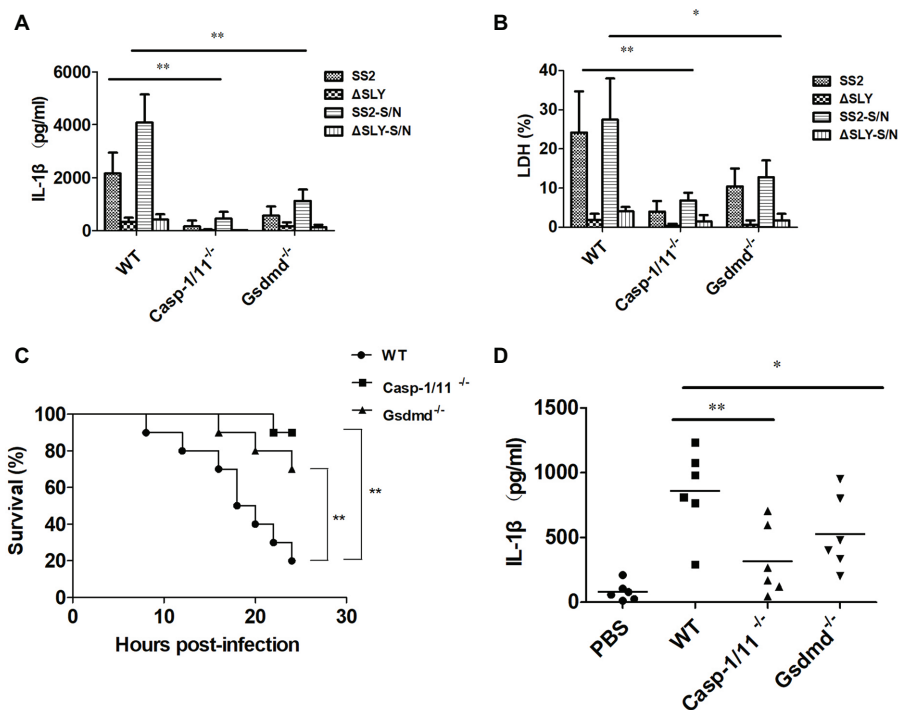 A
**
**
IL-1β （pg/ml)
6000
4000
2000
0
WT
Casp-1/11-/-
Gsdmd-/-
SS2
ΔSLY
SS2-S/N
ΔSLY-S/N
B
*
**
LDH (%)
40
30
20
10
0
WT
Casp-1/11-/-
Gsdmd-/-
SS2
ΔSLY
SS2-S/N
ΔSLY-S/N
C
WT
Casp-1/11 -/-
Gsdmd-/-
Survival (%)
100
80
60
40
20
0
0
10
20
30
Hours post-infection
**
**
D
*
**
IL-1β （pg/ml)
1500
1000
500
0
PBS
WT
Casp-1/11-/-
Gsdmd-/-